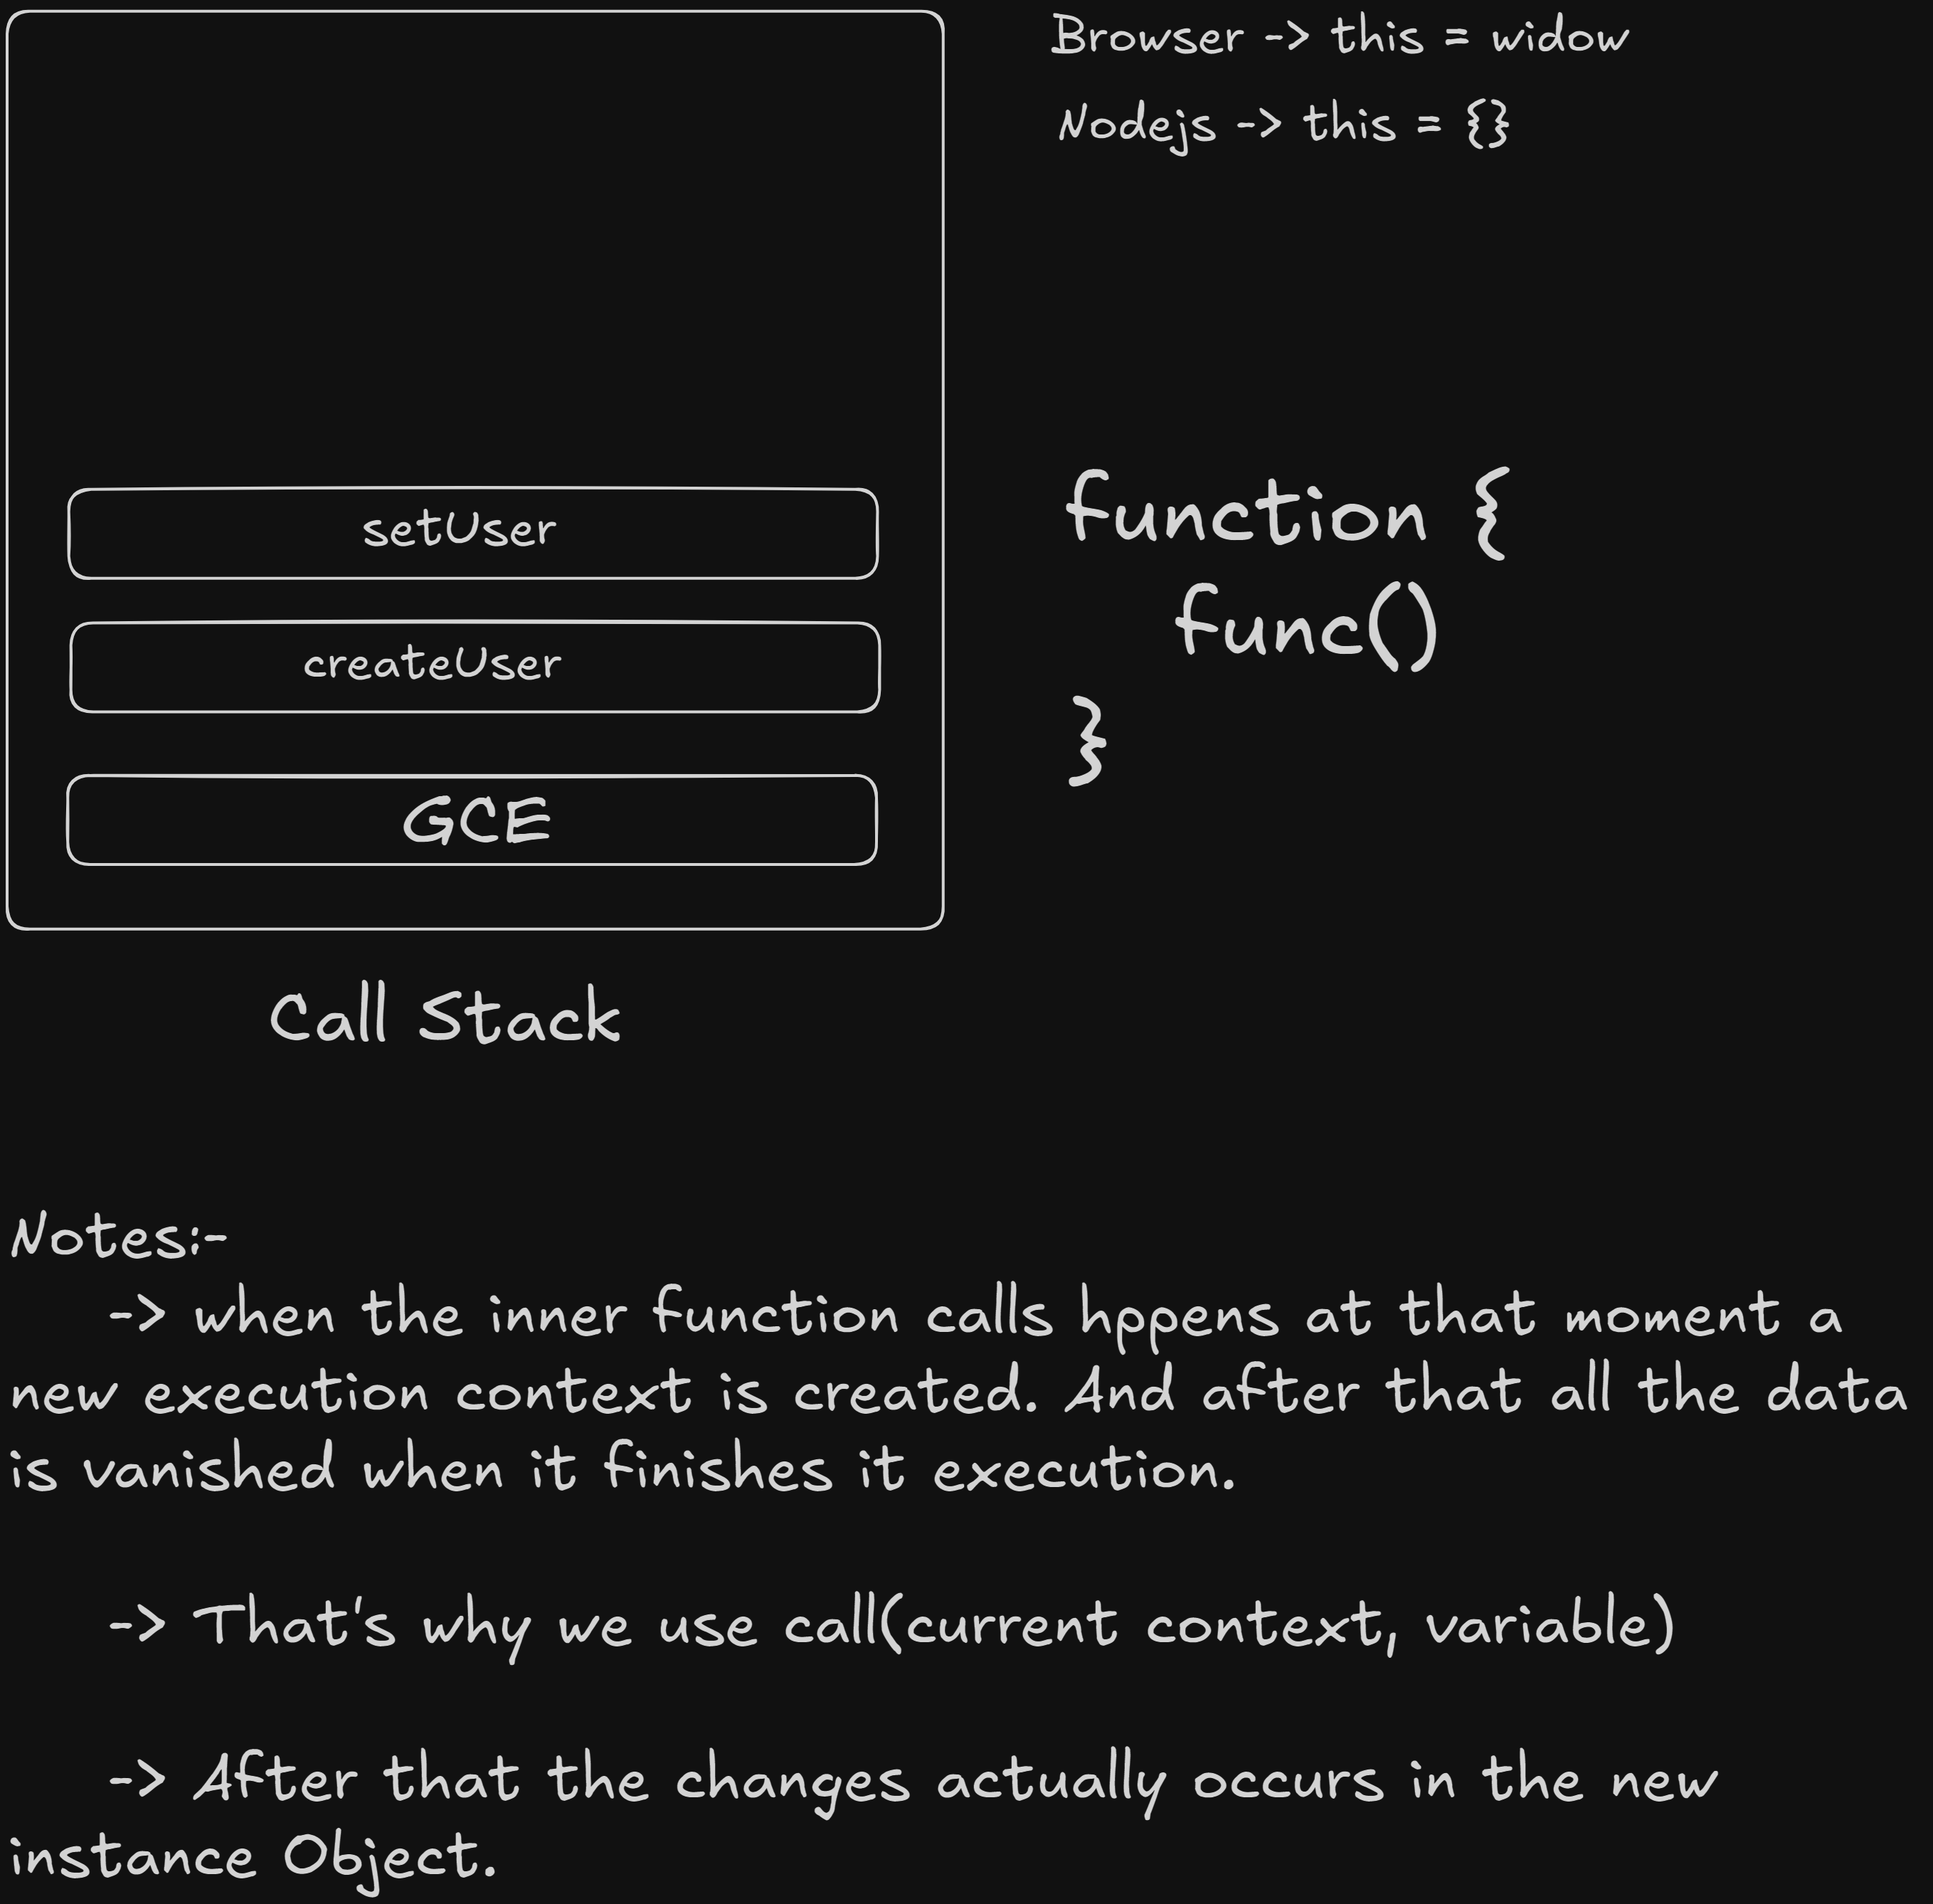 Browser -> this = widow
Nodejs -> this = {}
setUser
createUser
GCE
function {
func()
}
Call Stack
Notes:-
-> when the inner function calls hppens at that moment a
new execution context is created. And after that all the data
is vanished when it finishes it execution.
-> That's why we use call(current context, variable)
-> After that the changes actually occurs in the new
instance Object.